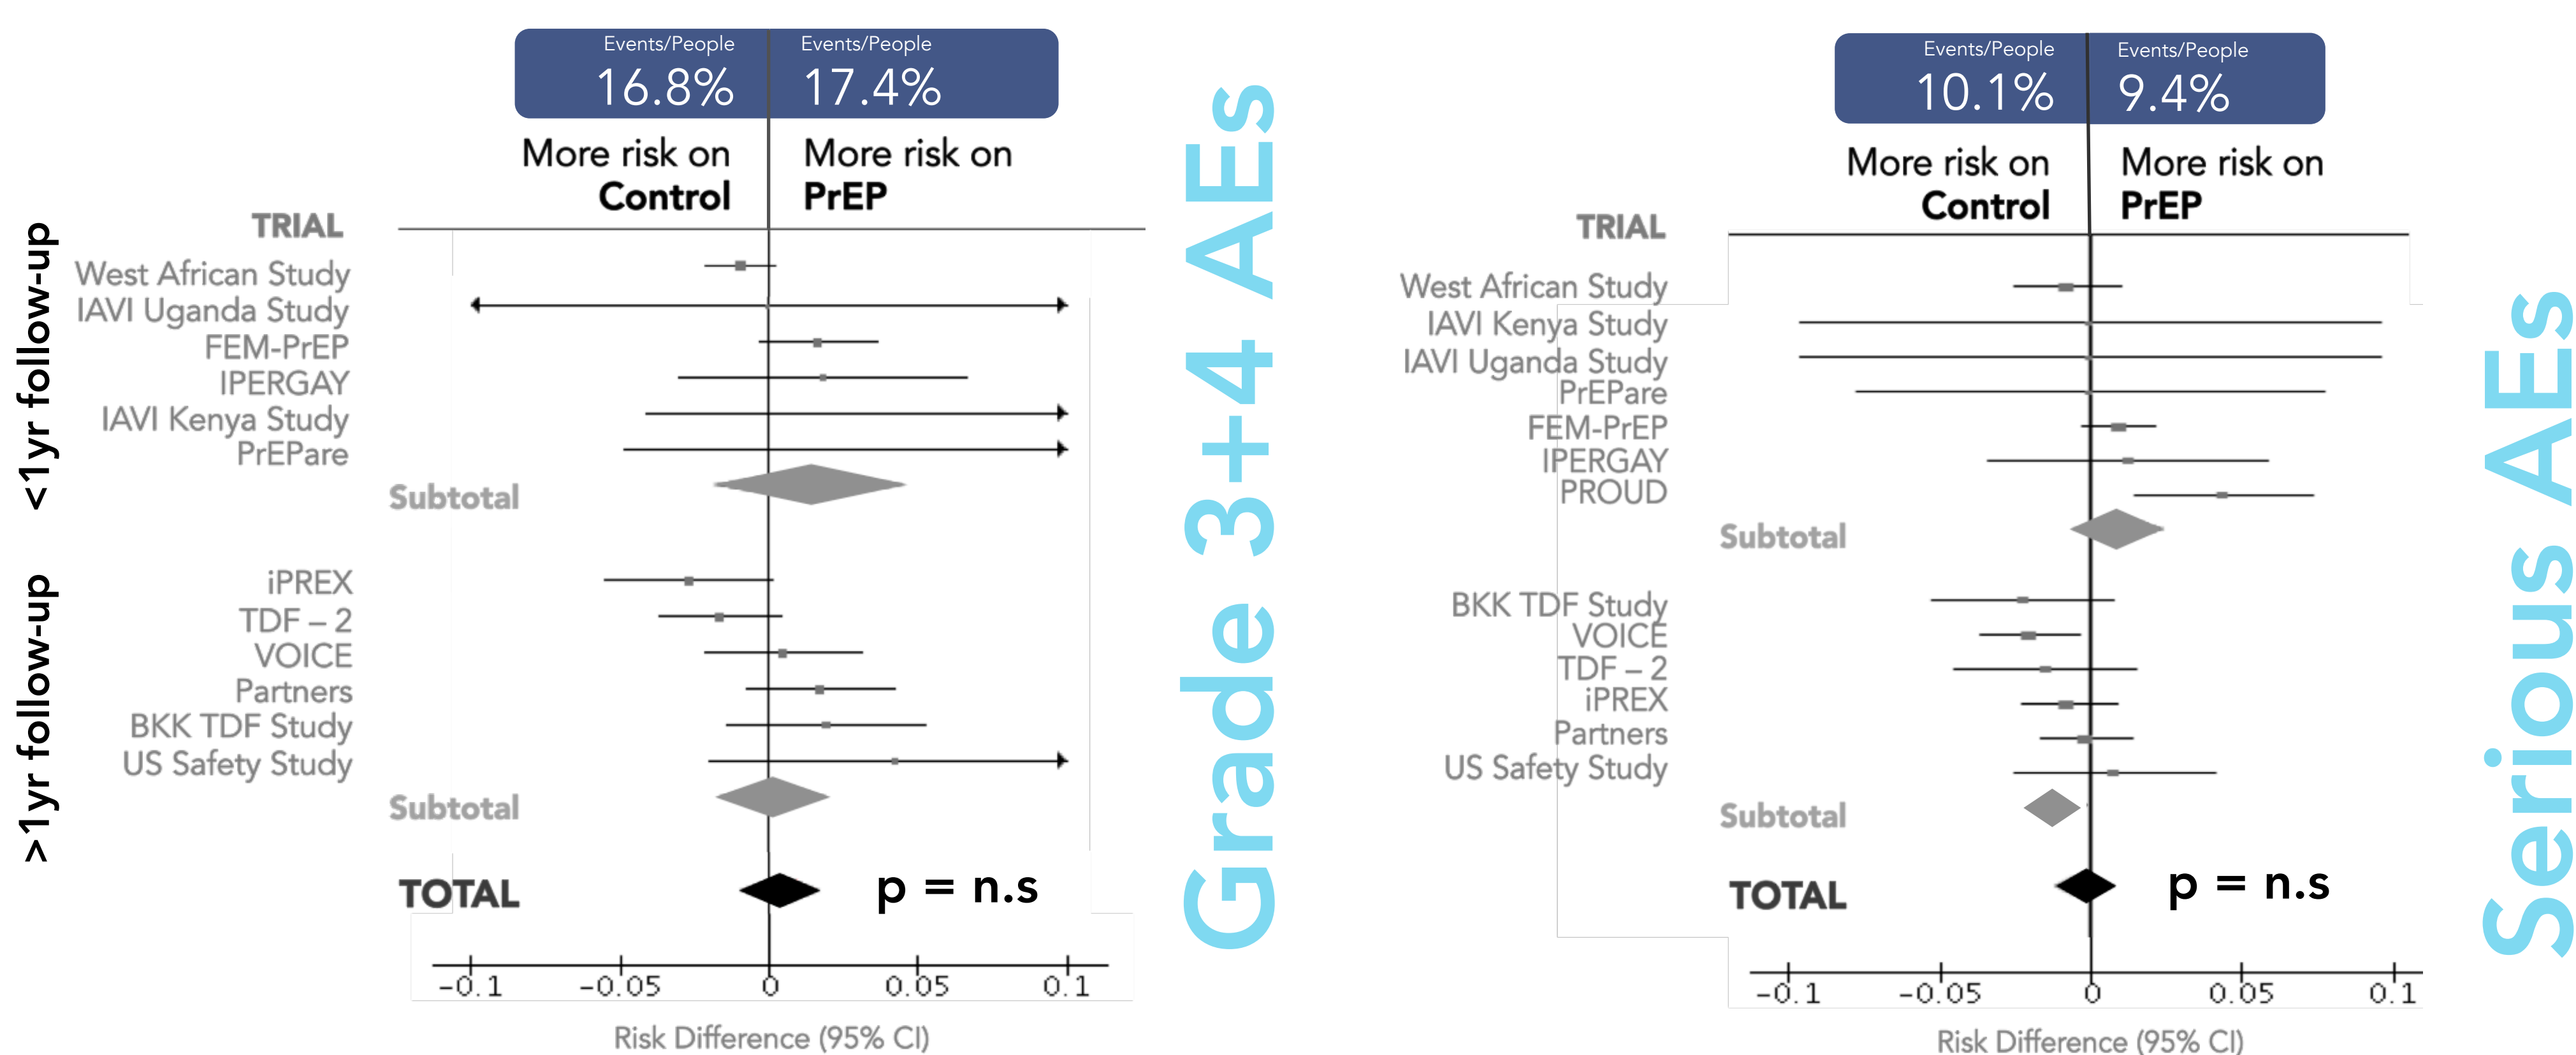 Events/People
16.8%
Events/People
17.4%
More risk on
Control
More risk on
PrEP
TRIAL
<1yr follow-up
West African Study
IAVI Uganda Study
FEM-PrEP
IPERGAY
IAVI Kenya Study
PrEPare
Subtotal
>1yr follow-up
iPREX
TDF – 2
VOICE
Partners
BKK TDF Study
US Safety Study
Subtotal
TOTAL
p = n.s
-0.1
-0.05
0
0.05
0.1
Risk Difference (95% CI)
Grade 3+4 AEs
Events/People
10.1%
Events/People
9.4%
More risk on
Control
More risk on
PrEP
TRIAL
West African Study
IAVI Kenya Study
IAVI Uganda Study
PrEPare
FEM-PrEP
IPERGAY
PROUD
Subtotal
BKK TDF Study
VOICE
TDF – 2
iPREX
Partners
US Safety Study
Subtotal
TOTAL
p = n.s
-0.1
-0.05
0
0.05
0.1
Risk Difference (95% CI)
Serious AEs